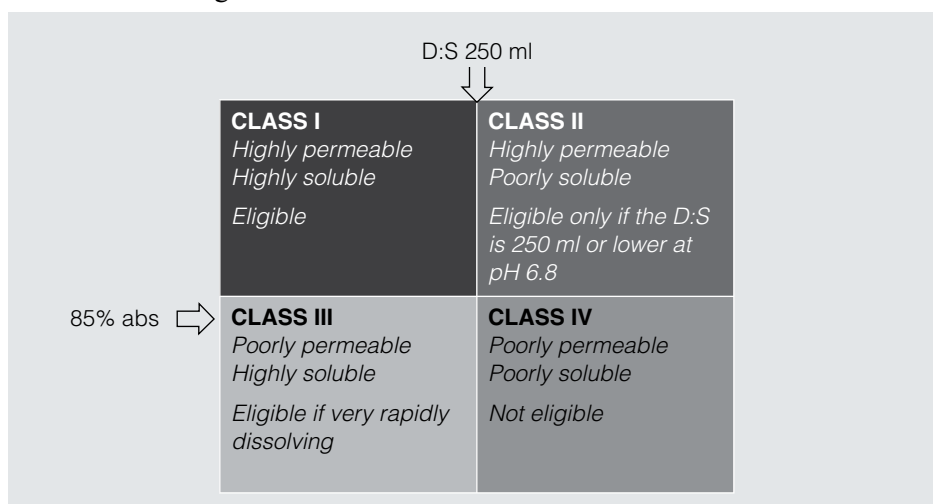 D:S 250 ml
CLASS I
Highly permeable
Highly soluble
Eligible
CLASS II
Highly permeable
Poorly soluble
Eligible only if the D:S
is 250 ml or lower at
pH 6.8
85% abs
CLASS III
Poorly permeable
Highly soluble
Eligible if very rapidly
dissolving
CLASS IV
Poorly permeable
Poorly soluble
Not eligible